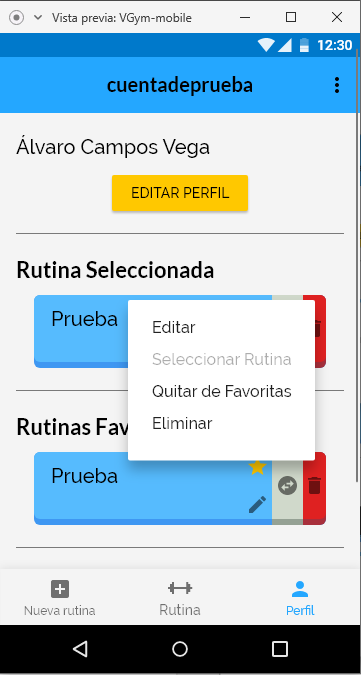 Vista previa: VGym-mobile
12:30
cuentadeprueba
Álvaro Campos Vega
EDITAR PERFIL
Rutina Seleccionada
Prueba
Editar
Seleccionar Rutina
Quitar de Favoritas
Eliminar
Rutinas Fav
Prueba
Nueva rutina
Rutina
Perfil